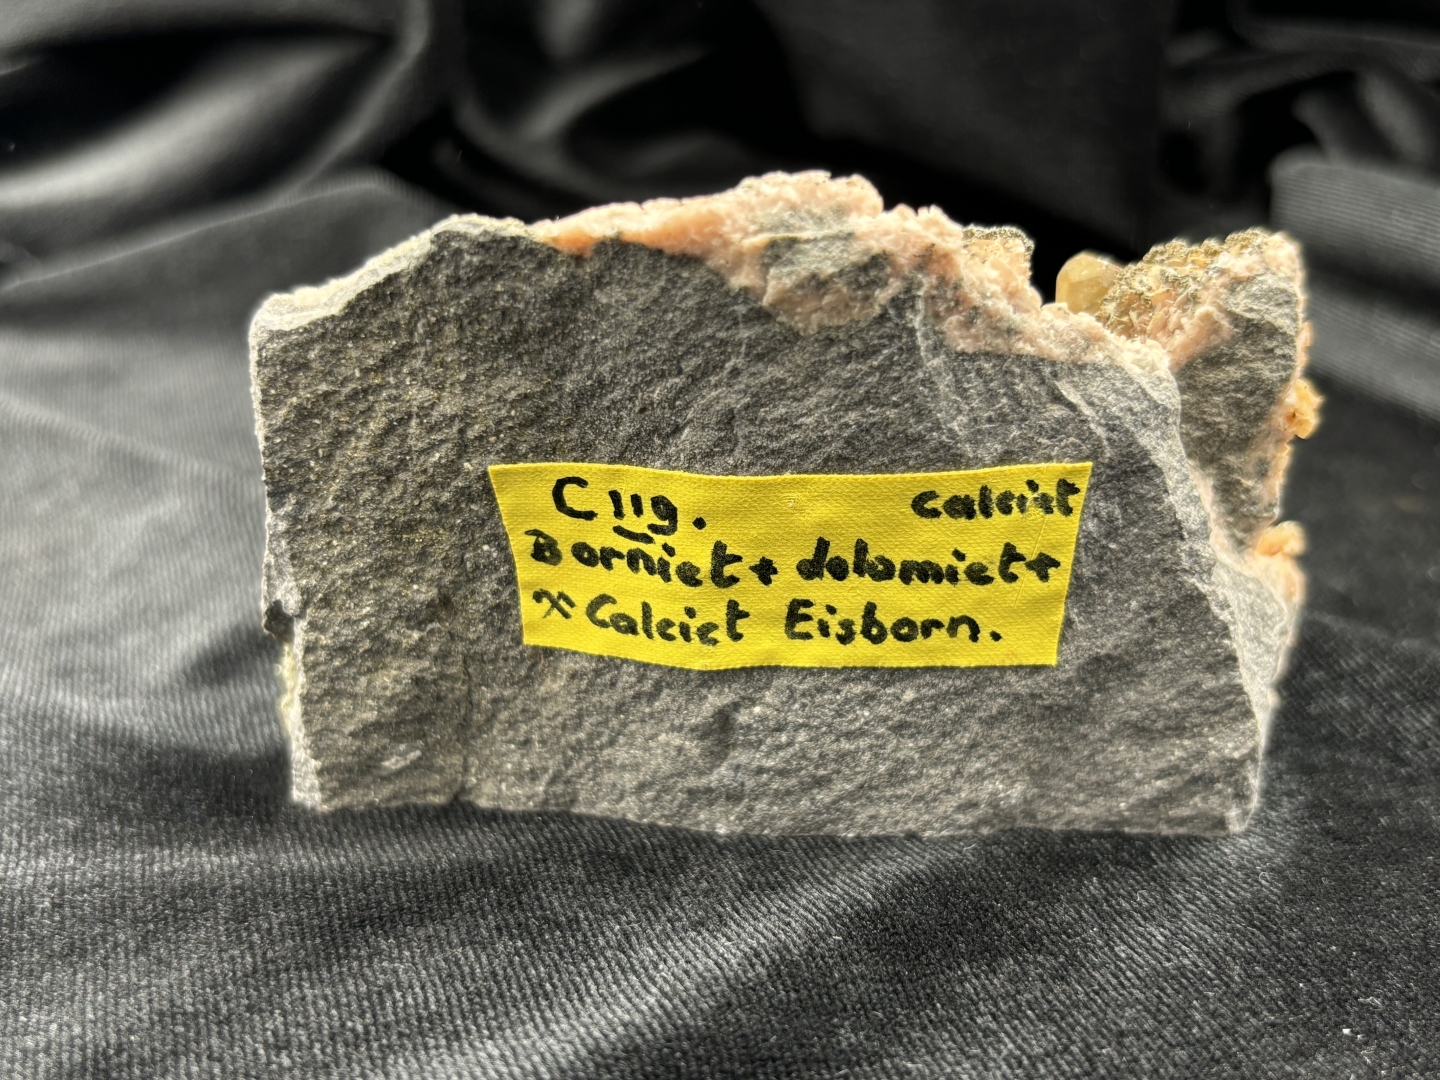 C 119. Calciet
Borniet + dolomiet +
x Calciet Eisborn.